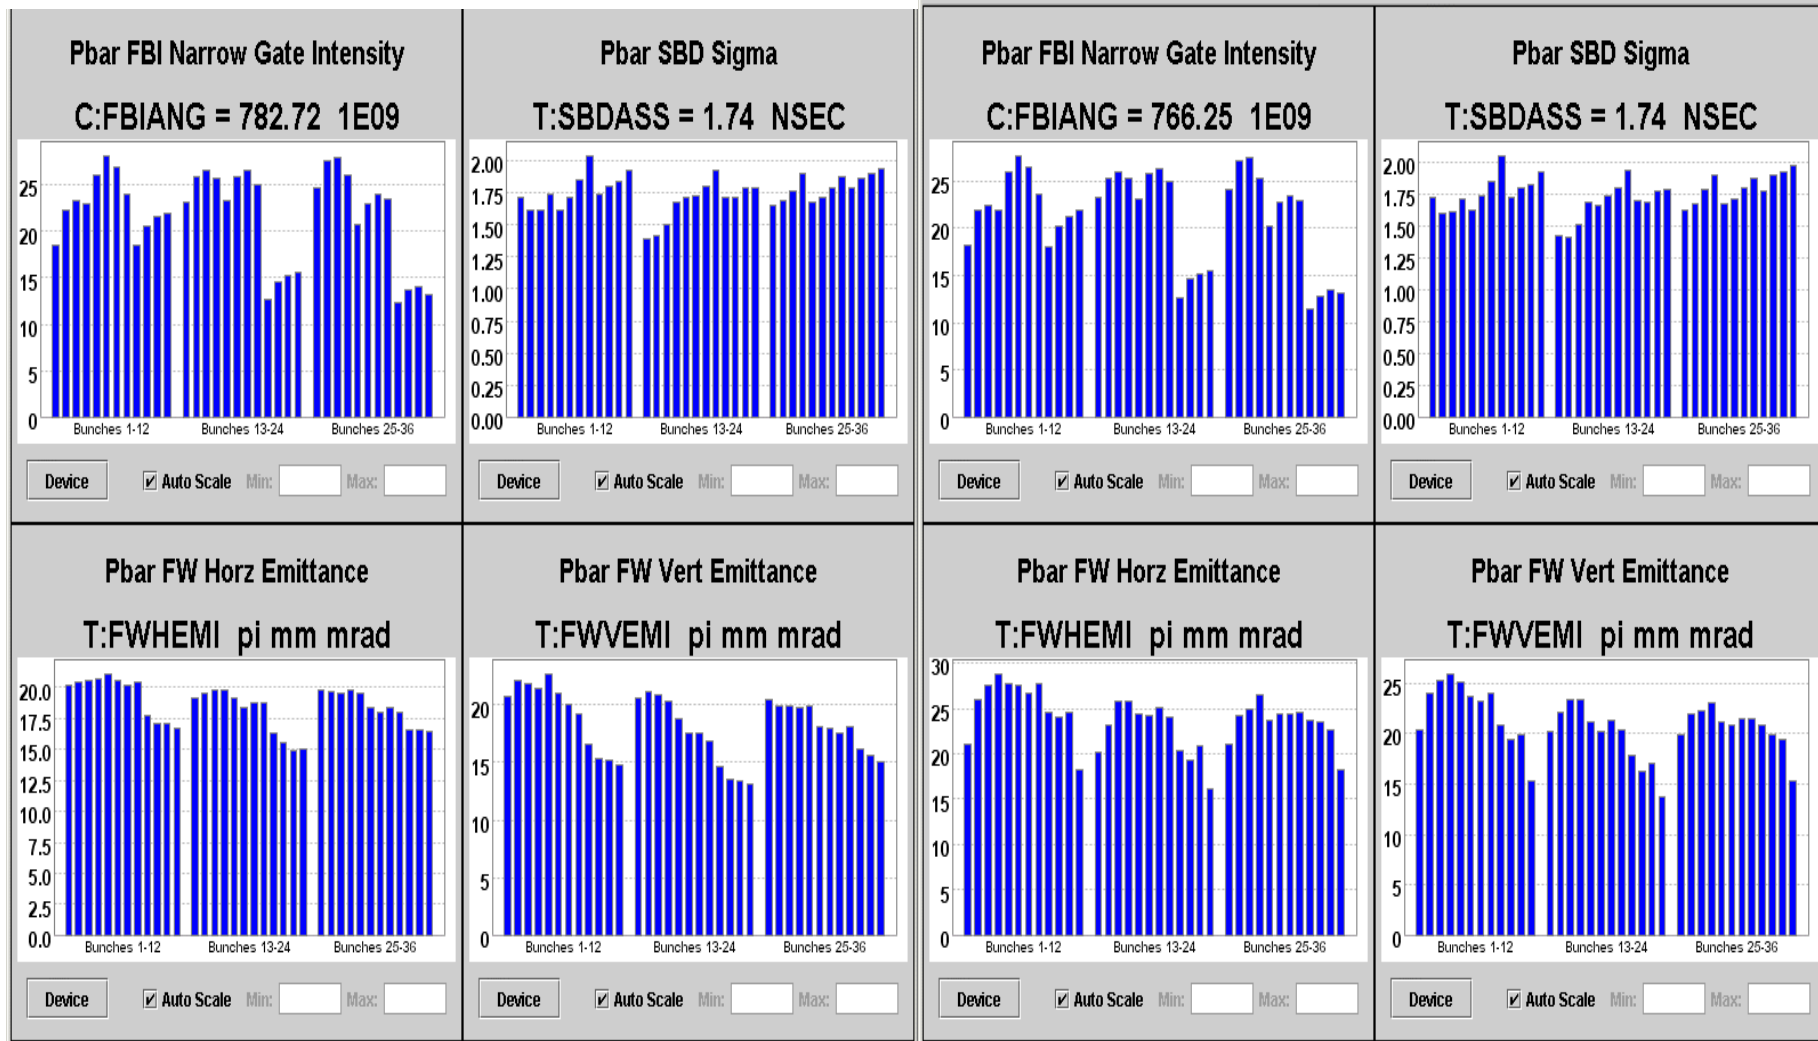 Pbar FBI Narrow Gate Intensity
C:FBIANG = 782.72 1E09
25
20
15
10
5
0
Bunches 1-12 Bunches 13-24 Bunches 25-36
Device Auto Scale Min: Max:
Pbar SBD Sigma
T:SBDASS = 1.74 NSEC
2.00
1.75
1.50
1.25
1.00
0.75
0.50
0.25
0.00
Bunches 1-12 Bunches 13-24 Bunches 25-36
Device Auto Scale Min: Max:
Pbar FBI Narrow Gate Intensity
C:FBIANG = 766.25 1E09
25
20
15
10
5
0
Bunches 1-12 Bunches 13-24 Bunches 25-36
Device Auto Scale Min: Max:
Pbar SBD Sigma
T:SBDASS = 1.74 NSEC
2.00
1.75
1.50
1.25
1.00
0.75
0.50
0.25
0.00
Bunches 1-12 Bunches 13-24 Bunches 25-36
Device Auto Scale Min: Max:
Pbar FW Horz Emittance
T:FWHEMI pi mm mrad
20.0
17.5
15.0
12.5
10.0
7.5
5.0
2.5
0.0
Bunches 1-12 Bunches 13-24 Bunches 25-36
Device Auto Scale Min: Max:
Pbar FW Vert Emittance
T:FWVEMI pi mm mrad
20
15
10
5
0
Bunches 1-12 Bunches 13-24 Bunches 25-36
Device Auto Scale Min: Max:
Pbar FW Horz Emittance
T:FWHEMI pi mm mrad
30
25
20
15
10
5
0
Bunches 1-12 Bunches 13-24 Bunches 25-36
Device Auto Scale Min: Max:
Pbar FW Vert Emittance
T:FWVEMI pi mm mrad
25
20
15
10
5
0
Bunches 1-12 Bunches 13-24 Bunches 25-36
Device Auto Scale Min: Max: